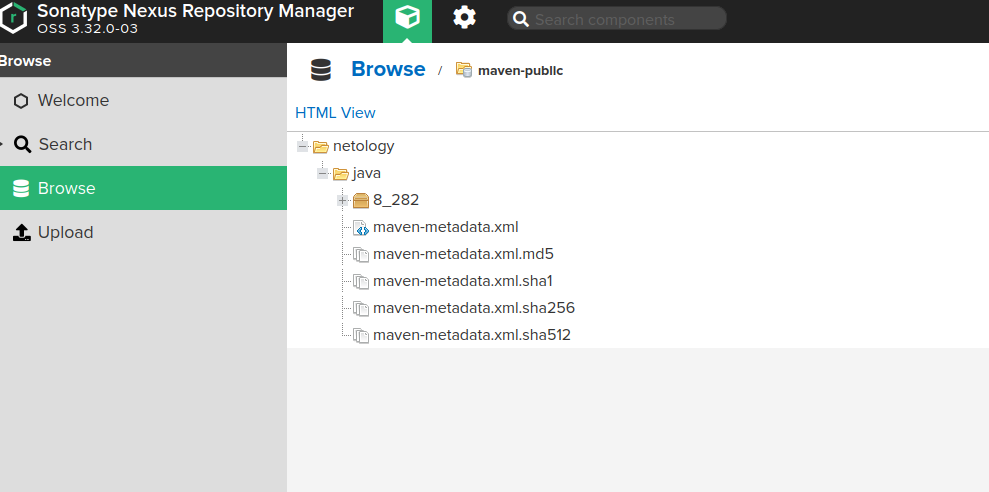 Sonatype Nexus Repository Manager
OSS 3.32.0-03
Search components
Browse
Browse / maven-public
Welcome
HTML View
Search
netology
java
Browse
8_282
maven-metadata.xml
Upload
maven-metadata.xml.md5
maven-metadata.xml.sha1
maven-metadata.xml.sha256
maven-metadata.xml.sha512